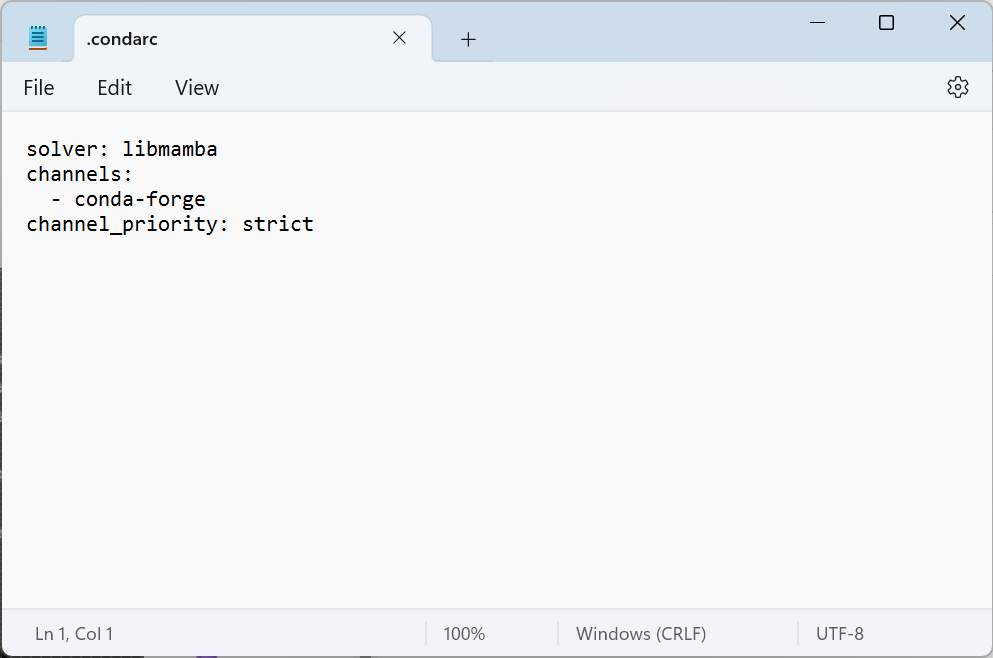 .condarc
File Edit View
solver: libmamba
channels:
  - conda-forge
channel_priority: strict
Ln 1, Col 1 100% Windows (CRLF) UTF-8